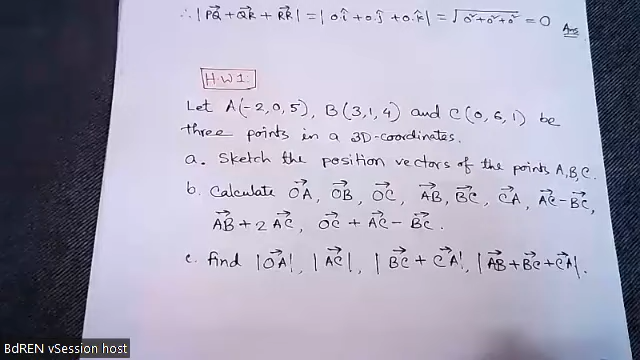 ∴ |PQ⃗ + QR⃗ + RR⃗| = |0.î + 0.ĵ + 0.k̂| = √(0² + 0² + 0²) = 0 Ans
H.W 1:
Let A(-2,0,5), B(3,1,4) and C(0,6,1) be
three points in a 3D-coordinates.
a. Sketch the position vectors of the points A,B,C.
b. Calculate OA⃗, OB⃗, OC⃗, AB⃗, BC⃗, CA⃗, AC⃗ - BC⃗,
AB⃗ + 2 AC⃗, OC⃗ + AC⃗ - BC⃗.
c. Find |OA⃗|, |AC⃗|, |BC⃗ + CA⃗|, |AB⃗ + BC⃗ + CA⃗|.
BdREN vSession host